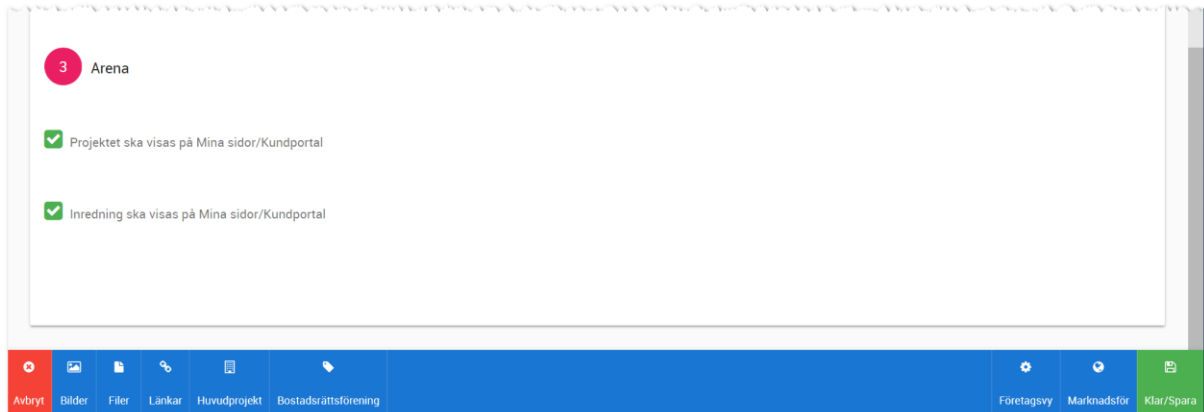 3 Arena
Projektet ska visas på Mina sidor/Kundportal
Inredning ska visas på Mina sidor/Kundportal
Avbryt Bilder Filer Länkar Huvudprojekt Bostadsrättsförening Företagsvy Marknadsför Klar/Spara